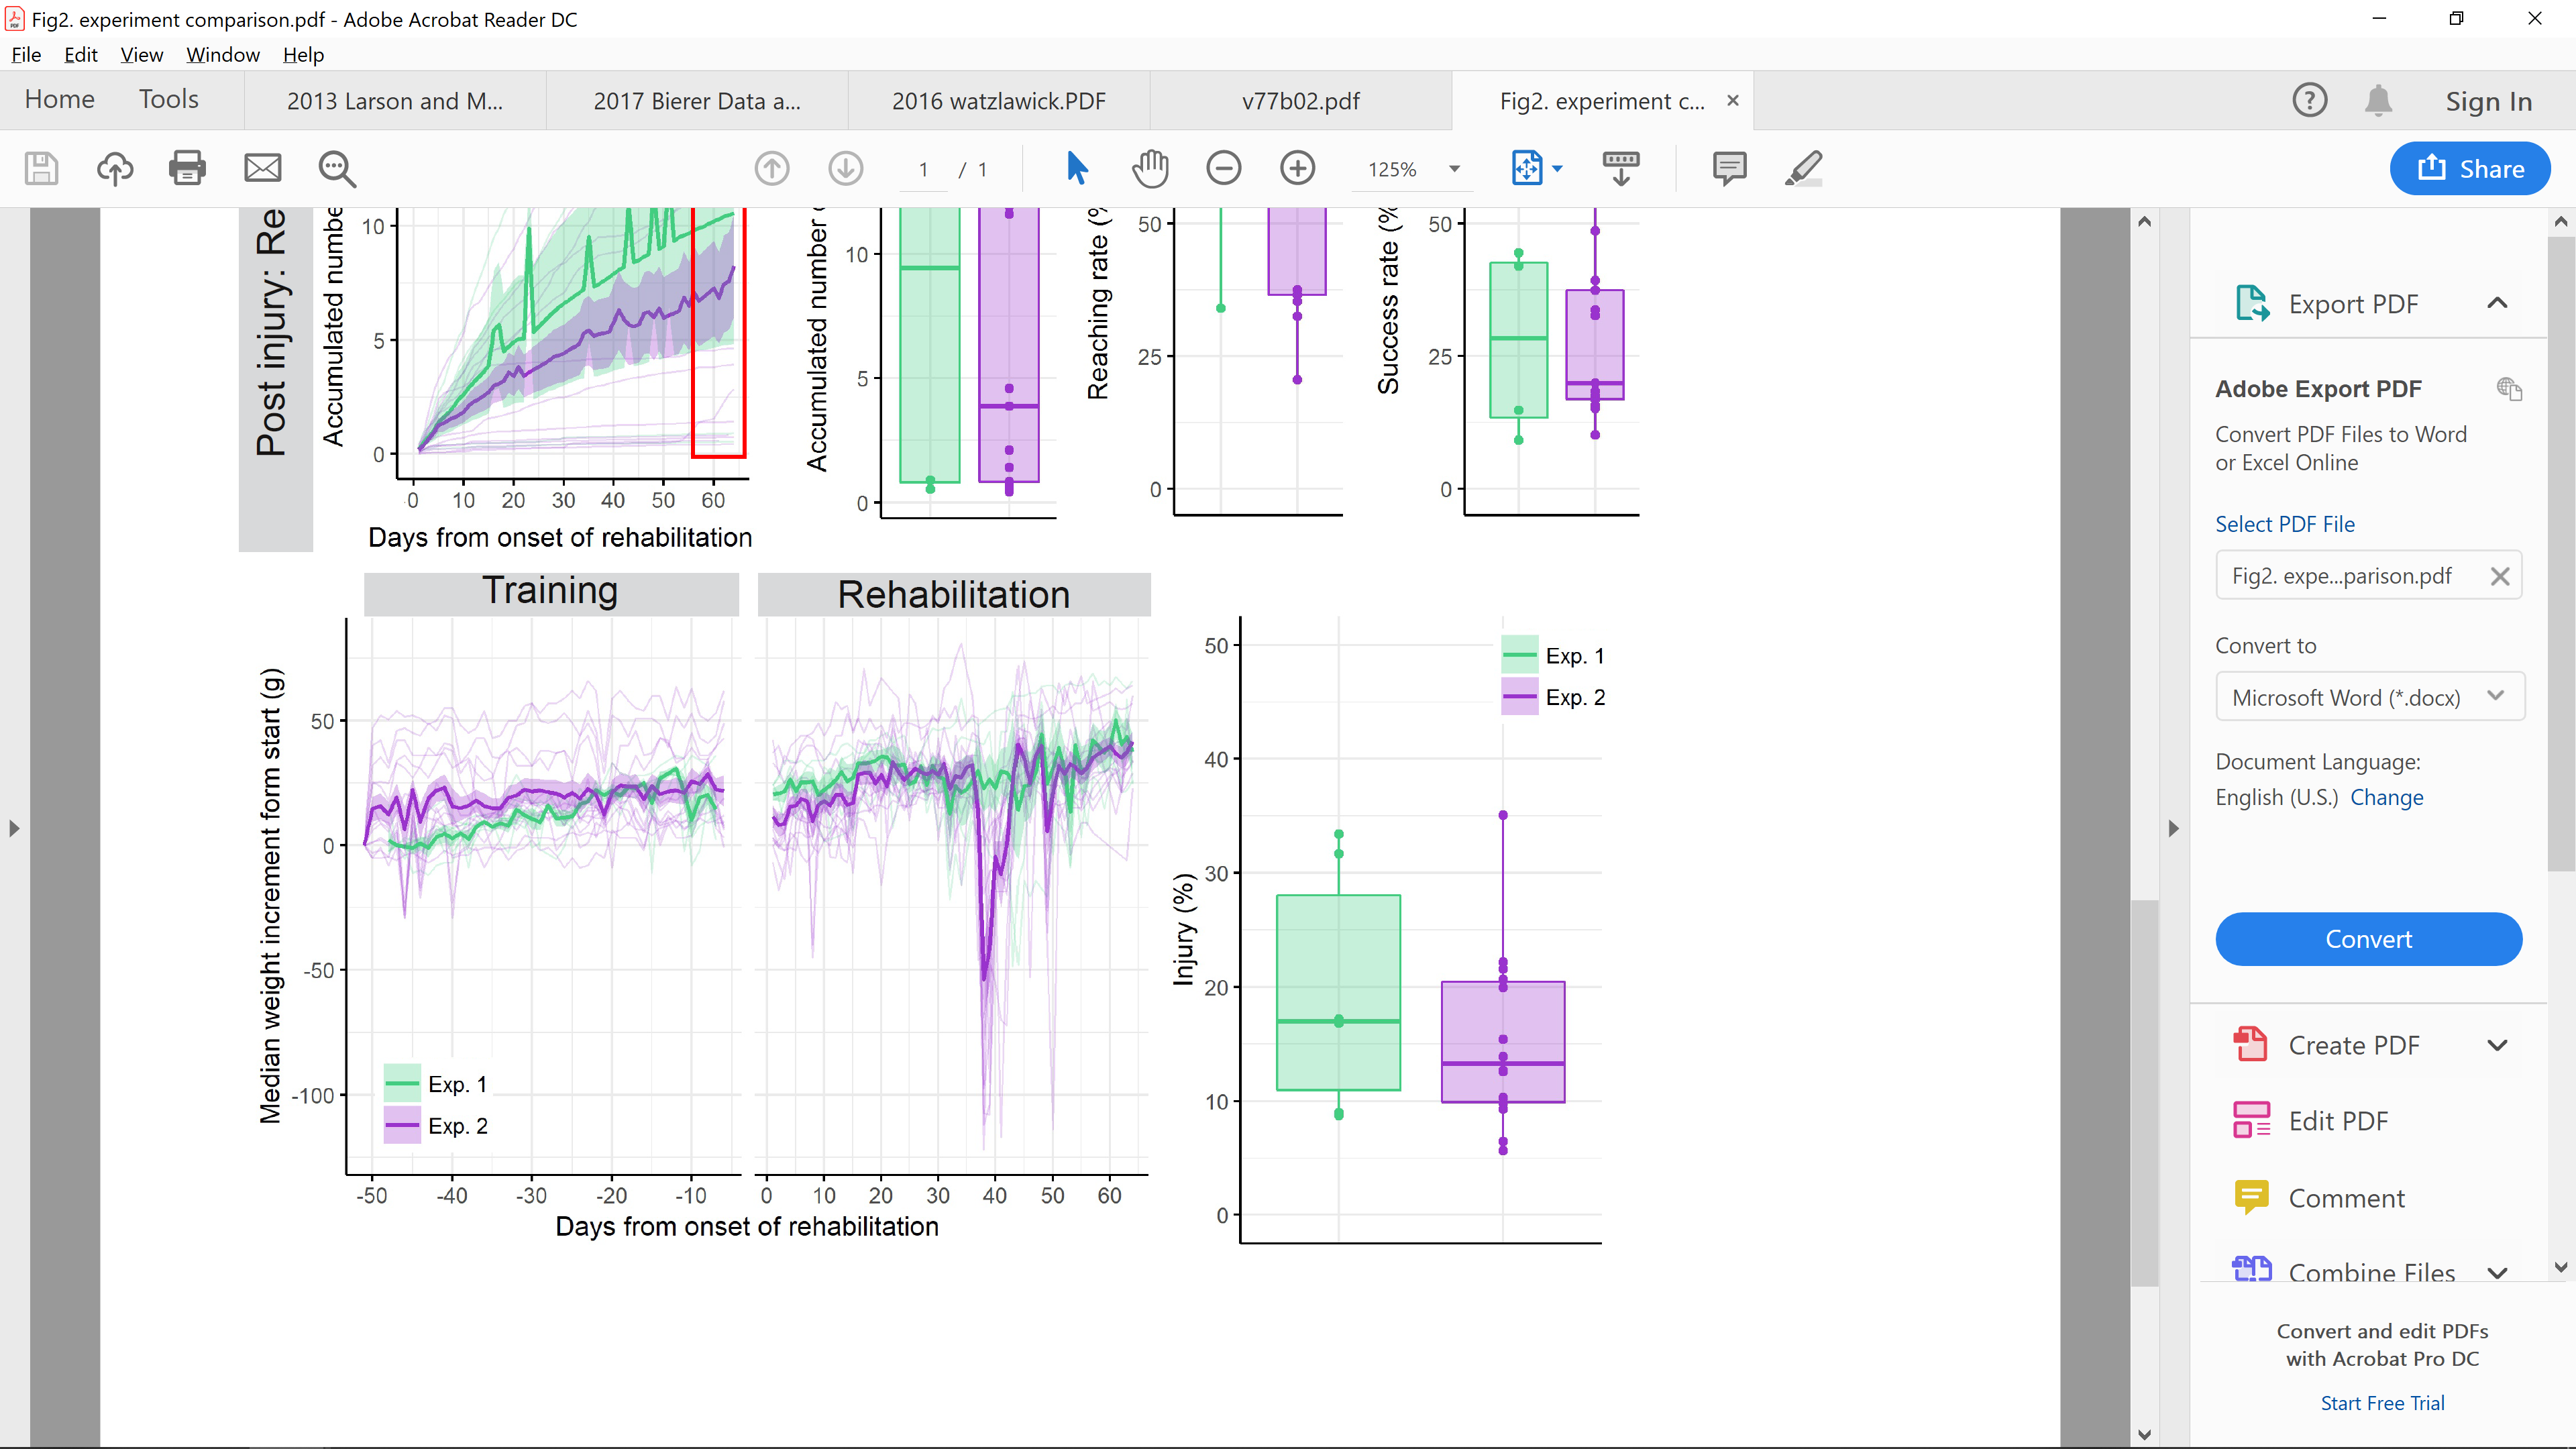 Fig2. experiment comparison.pdf - Adobe Acrobat Reader DC
File Edit View Window Help
Home Tools 2013 Larson and M... 2017 Bierer Data a... 2016 watzlawick.PDF v77b02.pdf Fig2. experiment c... Sign In
1 / 1 125% Share
Post injury: Re
Accumulated numbe
10
5
0
0 10 20 30 40 50 60
Days from onset of rehabilitation
Accumulated number
10
5
0
Reaching rate (%
50
25
0
Success rate (%
50
25
0
Training Rehabilitation
Median weight increment form start (g)
50
0
-50
-100
Exp. 1
Exp. 2
-50 -40 -30 -20 -10 0 10 20 30 40 50 60
Days from onset of rehabilitation
Injury (%)
50
40
30
20
10
0
Exp. 1
Exp. 2
Export PDF
Adobe Export PDF
Convert PDF Files to Word
or Excel Online
Select PDF File
Fig2. expe...parison.pdf
Convert to
Microsoft Word (*.docx)
Document Language:
English (U.S.) Change
Convert
Create PDF
Edit PDF
Comment
Combine Files
Convert and edit PDFs
with Acrobat Pro DC
Start Free Trial